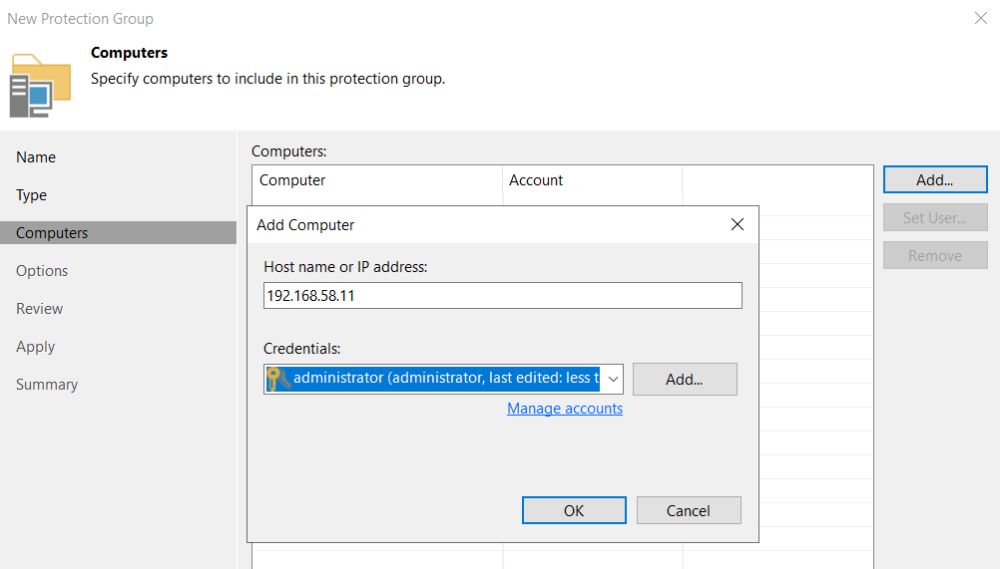 New Protection Group
Computers
Specify computers to include in this protection group.
Name
Type
Computers
Options
Review
Apply
Summary
Computers:
Computer Account
Add...
Set User...
Remove
Add Computer
Host name or IP address:
192.168.58.11
Credentials:
administrator (administrator, last edited: less t
Add...
Manage accounts
OK Cancel